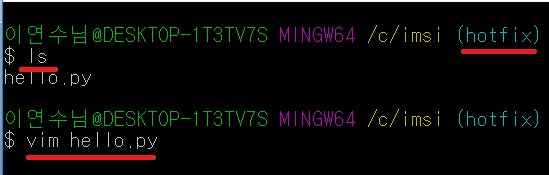 이연수님@DESKTOP-1T3TV7S MINGW64 /c/imsi (hotfix)
$ ls
hello.py
이연수님@DESKTOP-1T3TV7S MINGW64 /c/imsi (hotfix)
$ vim hello.py